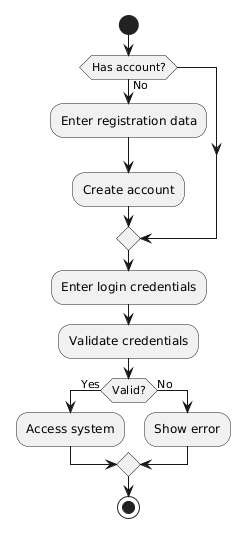 Has account?
No
Enter registration data
Create account
Enter login credentials
Validate credentials
Yes
Valid?
No
Access system
Show error